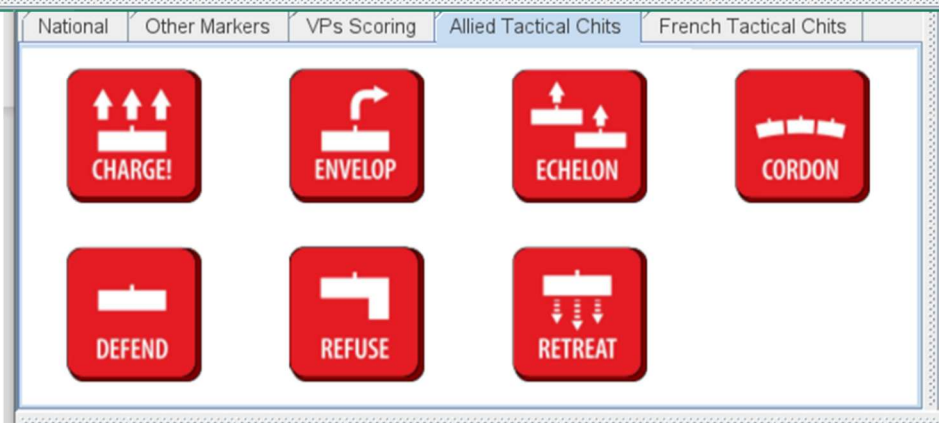 National Other Markers VPs Scoring Allied Tactical Chits French Tactical Chits
CHARGE! ENVELOP ECHELON CORDON
DEFEND REFUSE RETREAT